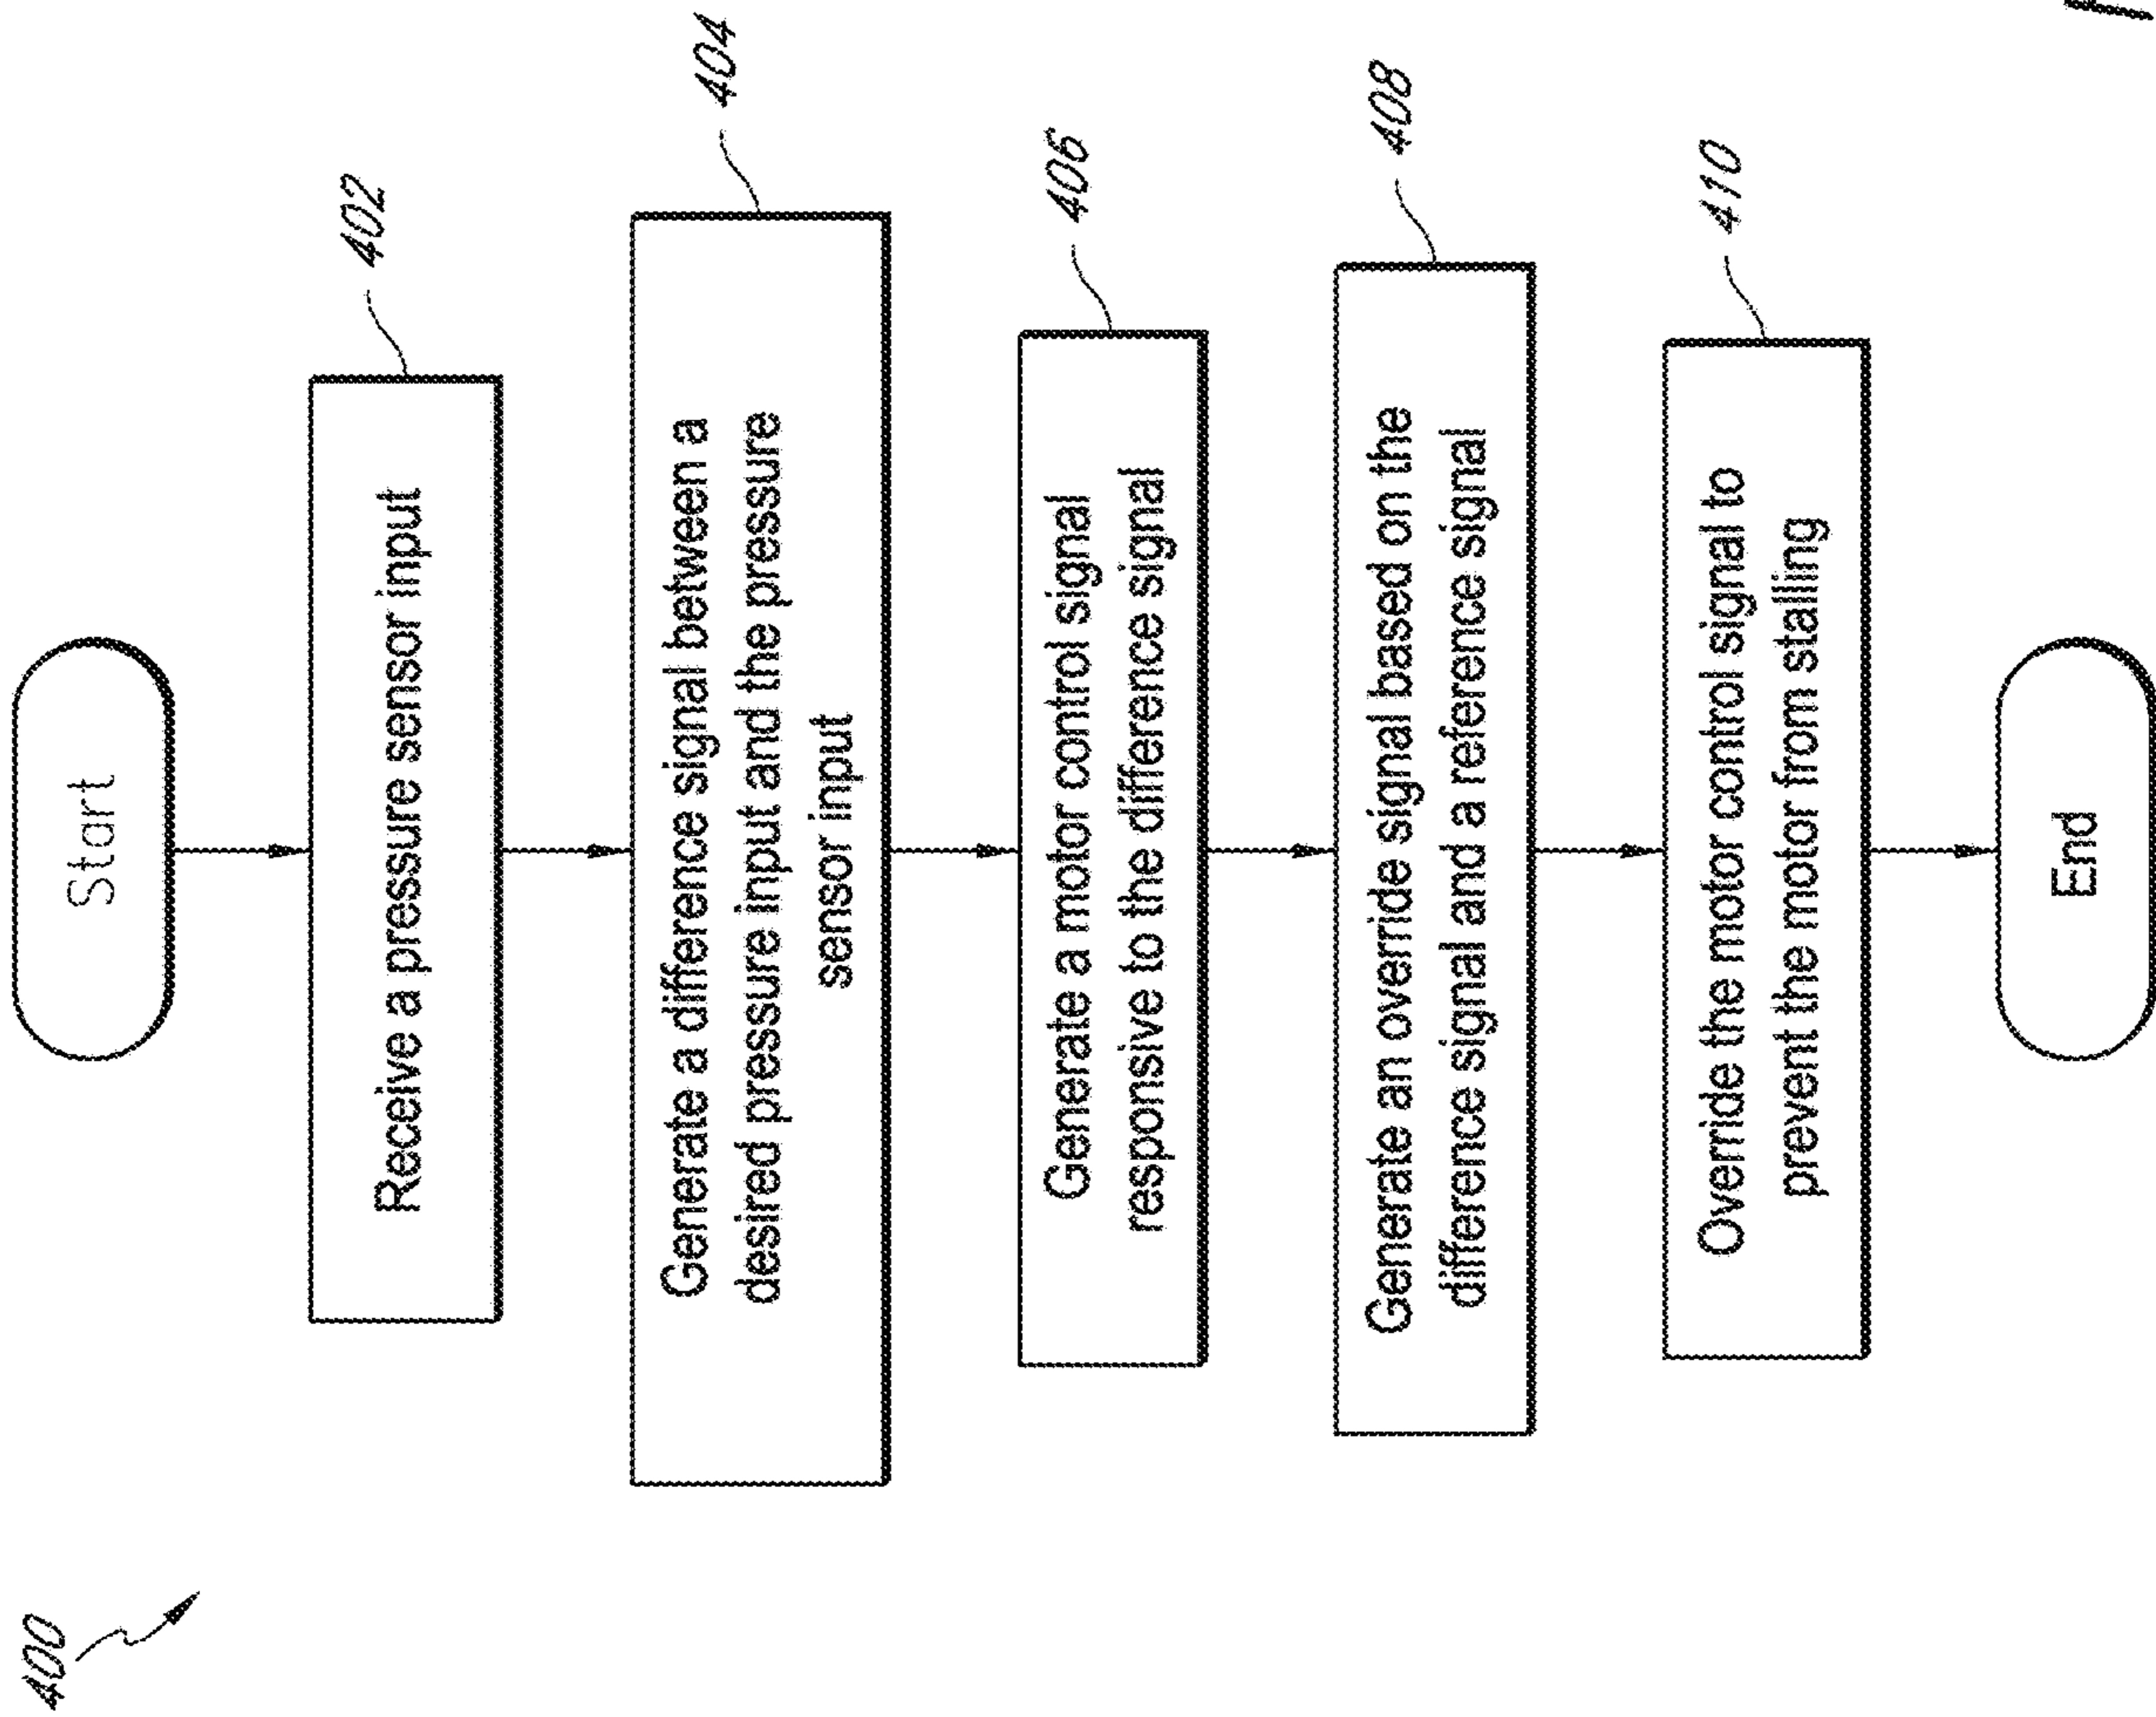 400
Start
Receive a pressure sensor input
402
Generate a difference signal between a
desired pressure input and the pressure
sensor input
404
Generate a motor control signal
responsive to the difference signal
406
Generate an override signal based on the
difference signal and a reference signal
408
Override the motor control signal to
prevent the motor from stalling
410
End